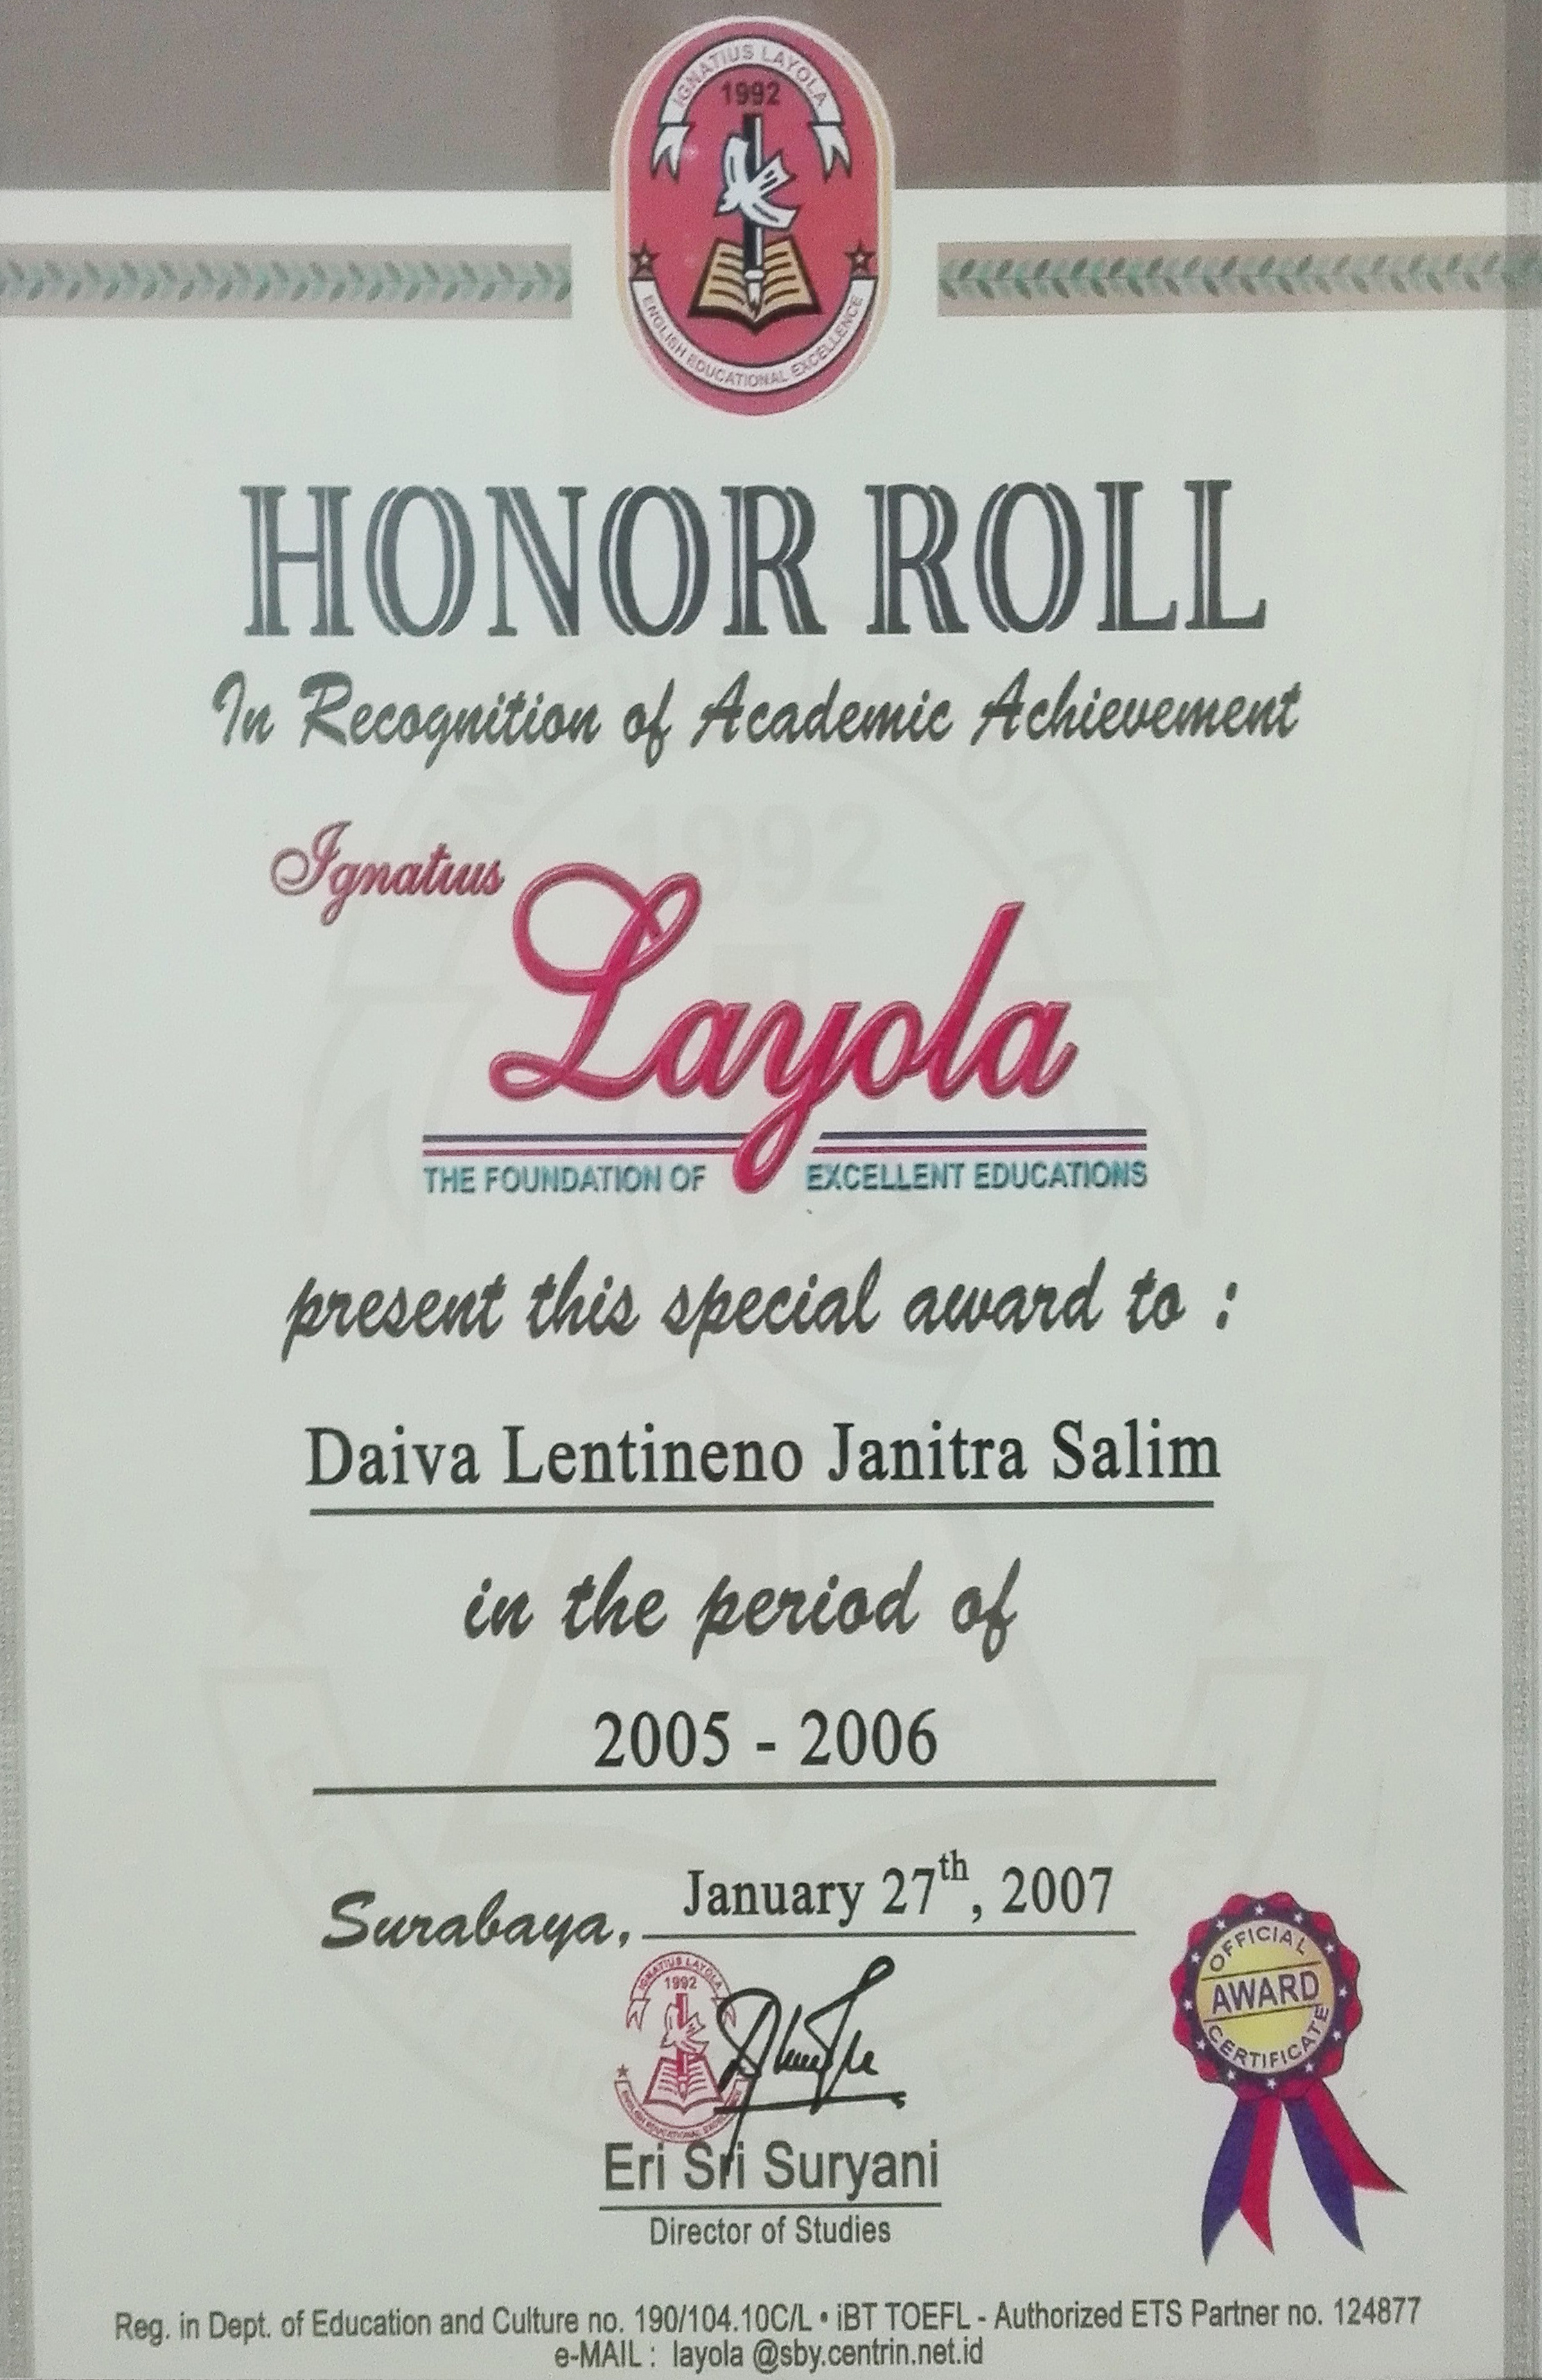 IGNATIUS LAYOLA
1992
ENGLISH EDUCATIONAL EXCELLENCE
HONOR ROLL
In Recognition of Academic Achievement
Ignatius
Layola
THE FOUNDATION OF EXCELLENT EDUCATIONS
present this special award to :
Daiva Lentineno Janitra Salim
in the period of
2005 - 2006
Surabaya, January 27th, 2007
IGNATIUS LAYOLA
1992
ENGLISH EDUCATIONAL EXCELLENCE
OFFICIAL
AWARD
CERTIFICATE
Eri Sri Suryani
Director of Studies
Reg. in Dept. of Education and Culture no. 190/104.10C/L • iBT TOEFL - Authorized ETS Partner no. 124877
e-MAIL : layola @sby.centrin.net.id